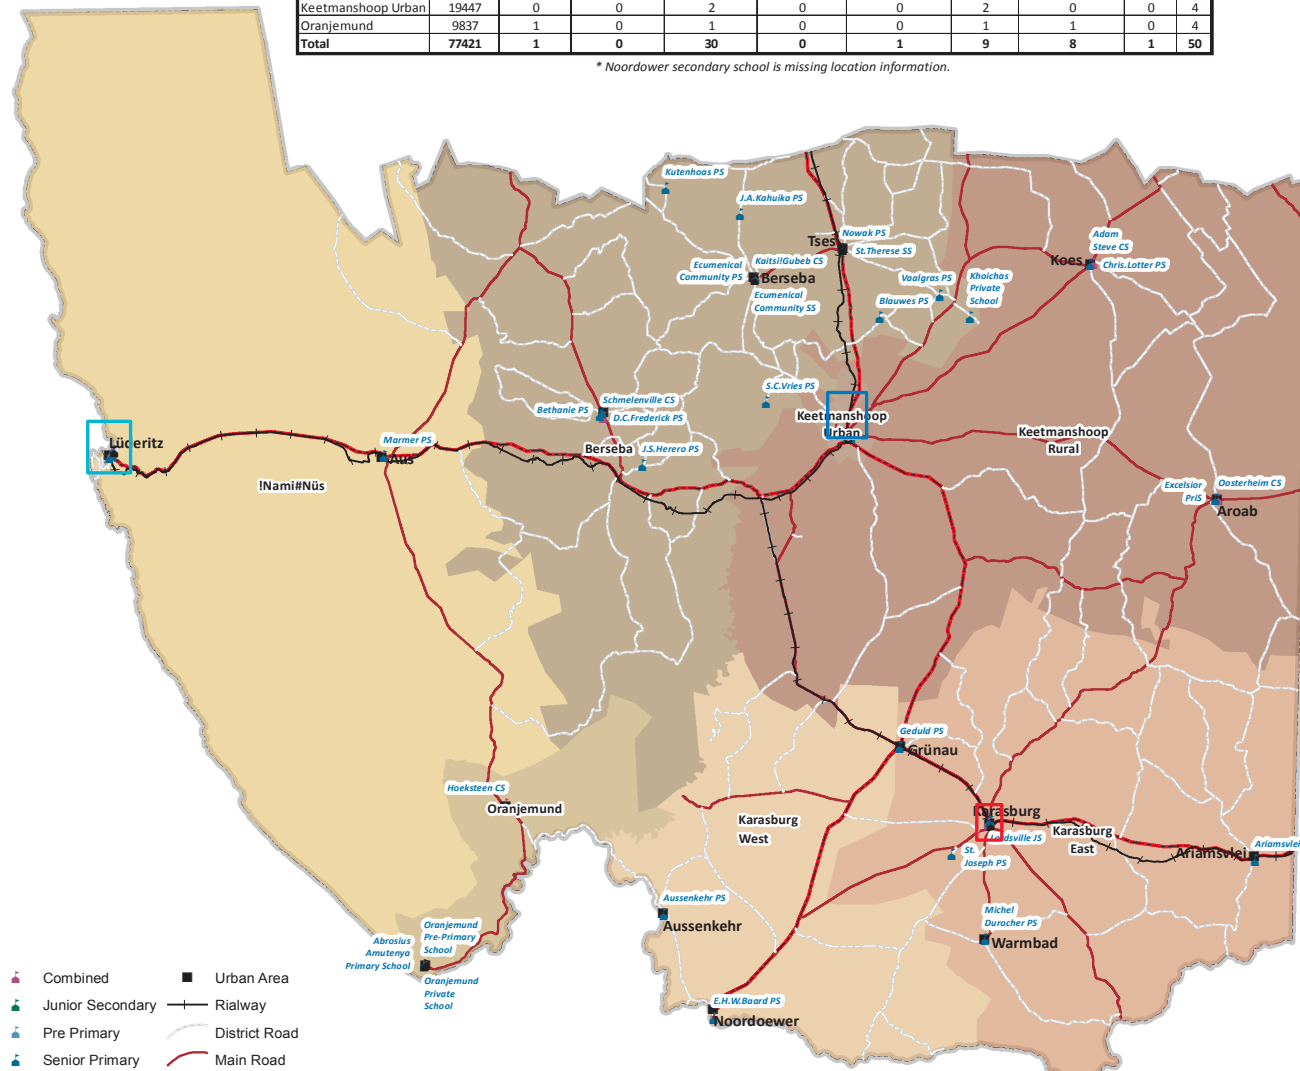 Keetmanshoop Urban 19447 0 0 2 0 0 2 0 0 4
Oranjemund 9837 1 0 1 0 0 1 1 0 4
Total 77421 1 0 30 0 1 9 8 1 50
* Noordower secondary school is missing location information.
Kutenhoas PS
J.A.Kahuika PS
Tses
Nowak PS
St.Therese SS
Ecumenical
Community PS
Kaitsi!Gubeb CS
Berseba
Ecumenical
Community SS
Vaalgras PS
Blauwes PS
Khoichas
Private
School
Adam
Steve CS
Koes
Chris.Lotter PS
S.C.Vries PS
Schmelenville CS
Bethanie PS
D.C.Frederick PS
Berseba
J.S.Herero PS
Keetmanshoop
Urban
Keetmanshoop
Rural
Lüderitz
Marmer PS
Aus
!Nami#Nüs
Excelsior
PriS
Oosterheim CS
Aroab
Geduld PS
Grünau
Hoeksteen CS
Oranjemund
Karasburg
West
Karasburg
Lordsville JS
St.
Joseph PS
Karasburg
East
Ariamsvlei
Ariamsvlei
Aussenkehr PS
Aussenkehr
Michel
Durocher PS
Warmbad
Abrosius
Amutenya
Primary School
Oranjemund
Pre-Primary
School
Oranjemund
Private
School
E.H.W.Baard PS
Noordoewer
Combined
Urban Area
Junior Secondary
Rialway
Pre Primary
District Road
Senior Primary
Main Road